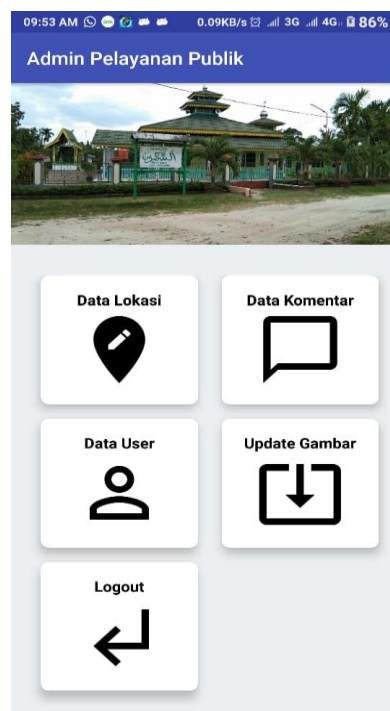 09:53 AM 0.09KB/s 3G 4G 86%
Admin Pelayanan Publik
Data Lokasi
Data Komentar
Data User
Update Gambar
Logout